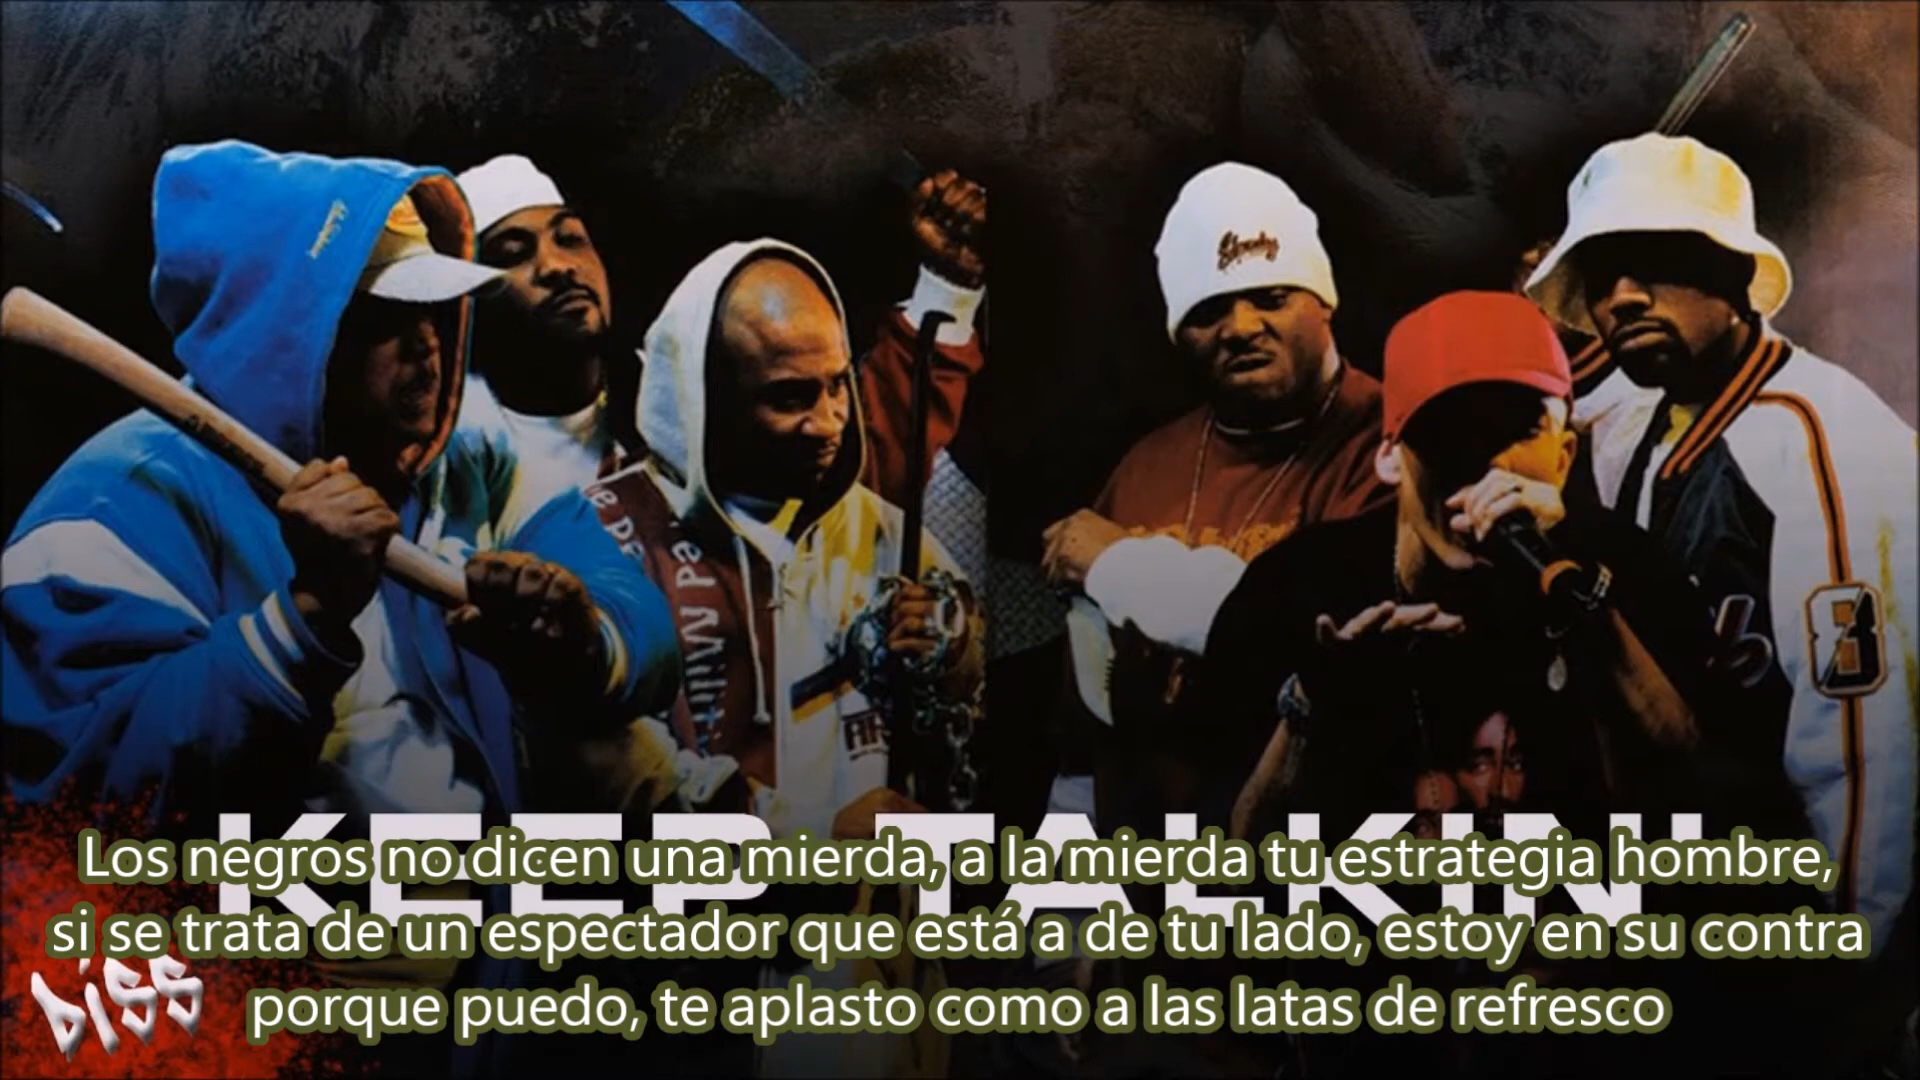 Shady
8
KEEP TALKIN'
Los negros no dicen una mierda, a la mierda tu estrategia hombre,
si se trata de un espectador que está a de tu lado, estoy en su contra
porque puedo, te aplasto como a las latas de refresco
DISS